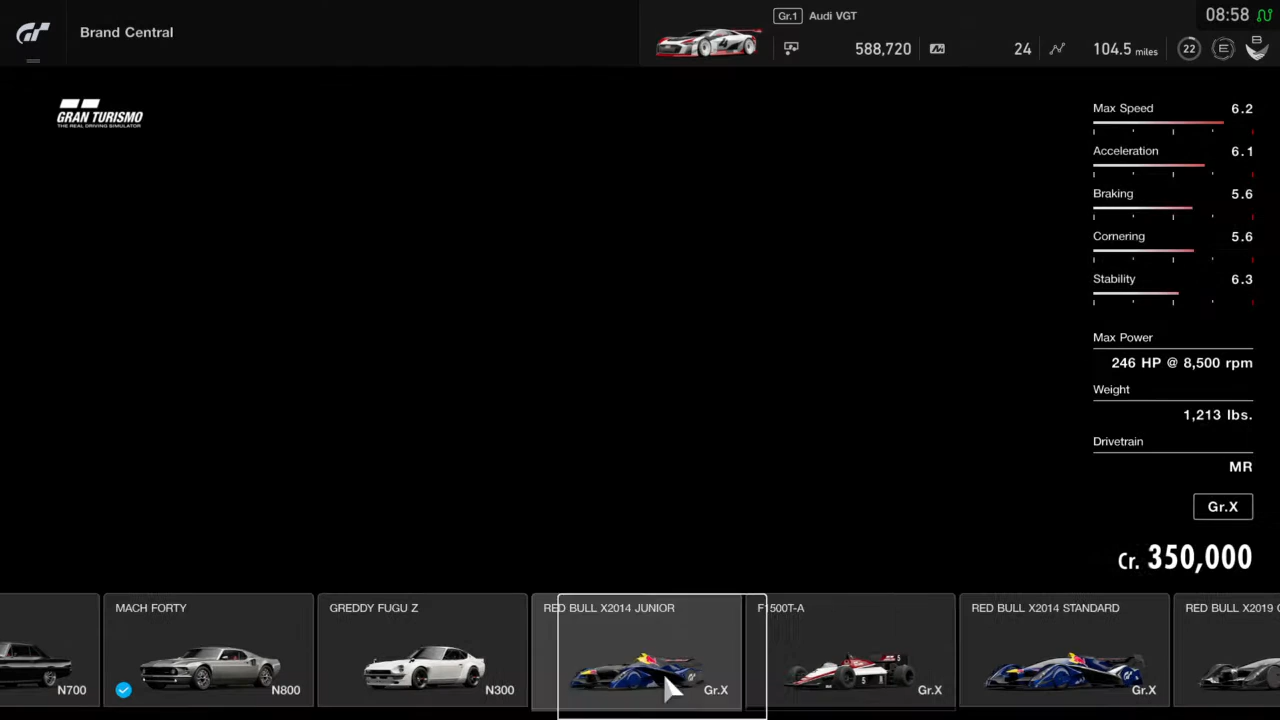 Brand Central
Gr.1 Audi VGT
588,720
24
104.5 miles
22
E
B
08:58
GRAN TURISMO
THE REAL DRIVING SIMULATOR
Max Speed 6.2
Acceleration 6.1
Braking 5.6
Cornering 5.6
Stability 6.3
Max Power
246 HP @ 8,500 rpm
Weight
1,213 lbs.
Drivetrain
MR
Gr.X
Cr. 350,000
N700
MACH FORTY
N800
GREDDY FUGU Z
N300
RED BULL X2014 JUNIOR
Gr.X
F1500T-A
Gr.X
RED BULL X2014 STANDARD
Gr.X
RED BULL X2019